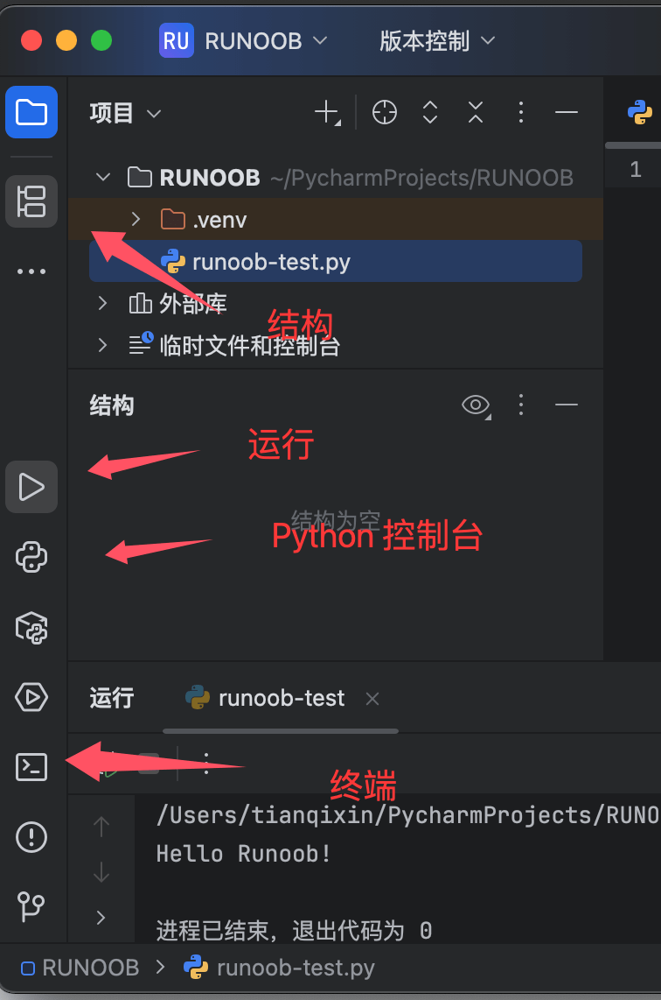 RU RUNOOB 版本控制
项目
1
RUNOOB ~/PycharmProjects/RUNOOB
.venv
runoob-test.py
外部库
结构
临时文件和控制台
结构
运行
结构为空
Python 控制台
运行 runoob-test
终端
/Users/tianqixin/PycharmProjects/RUNO
Hello Runoob!
进程已结束，退出代码为 0
RUNOOB > runoob-test.py